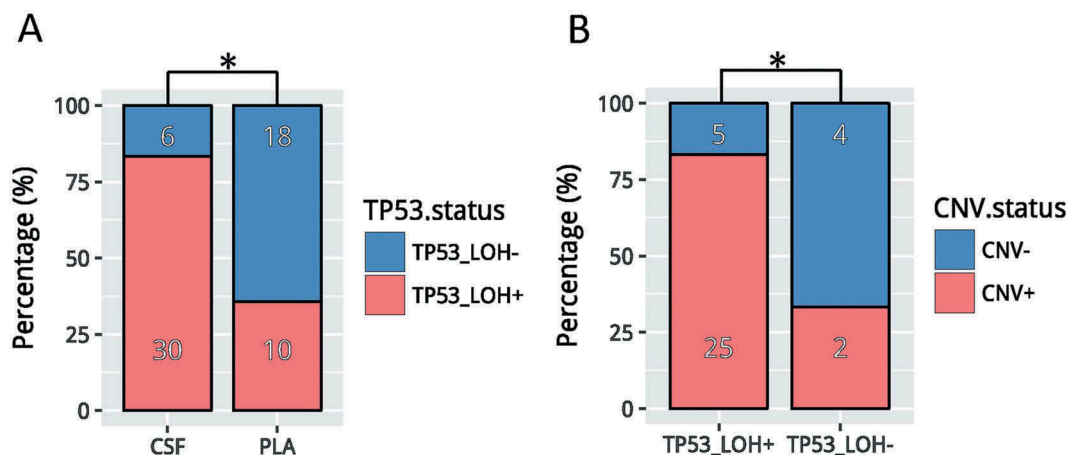 A
*
Percentage (%)
100
75
50
25
0
6
18
30
10
CSF
PLA
TP53.status
TP53_LOH-
TP53_LOH+
B
*
Percentage (%)
100
75
50
25
0
5
4
25
2
TP53_LOH+
TP53_LOH-
CNV.status
CNV-
CNV+